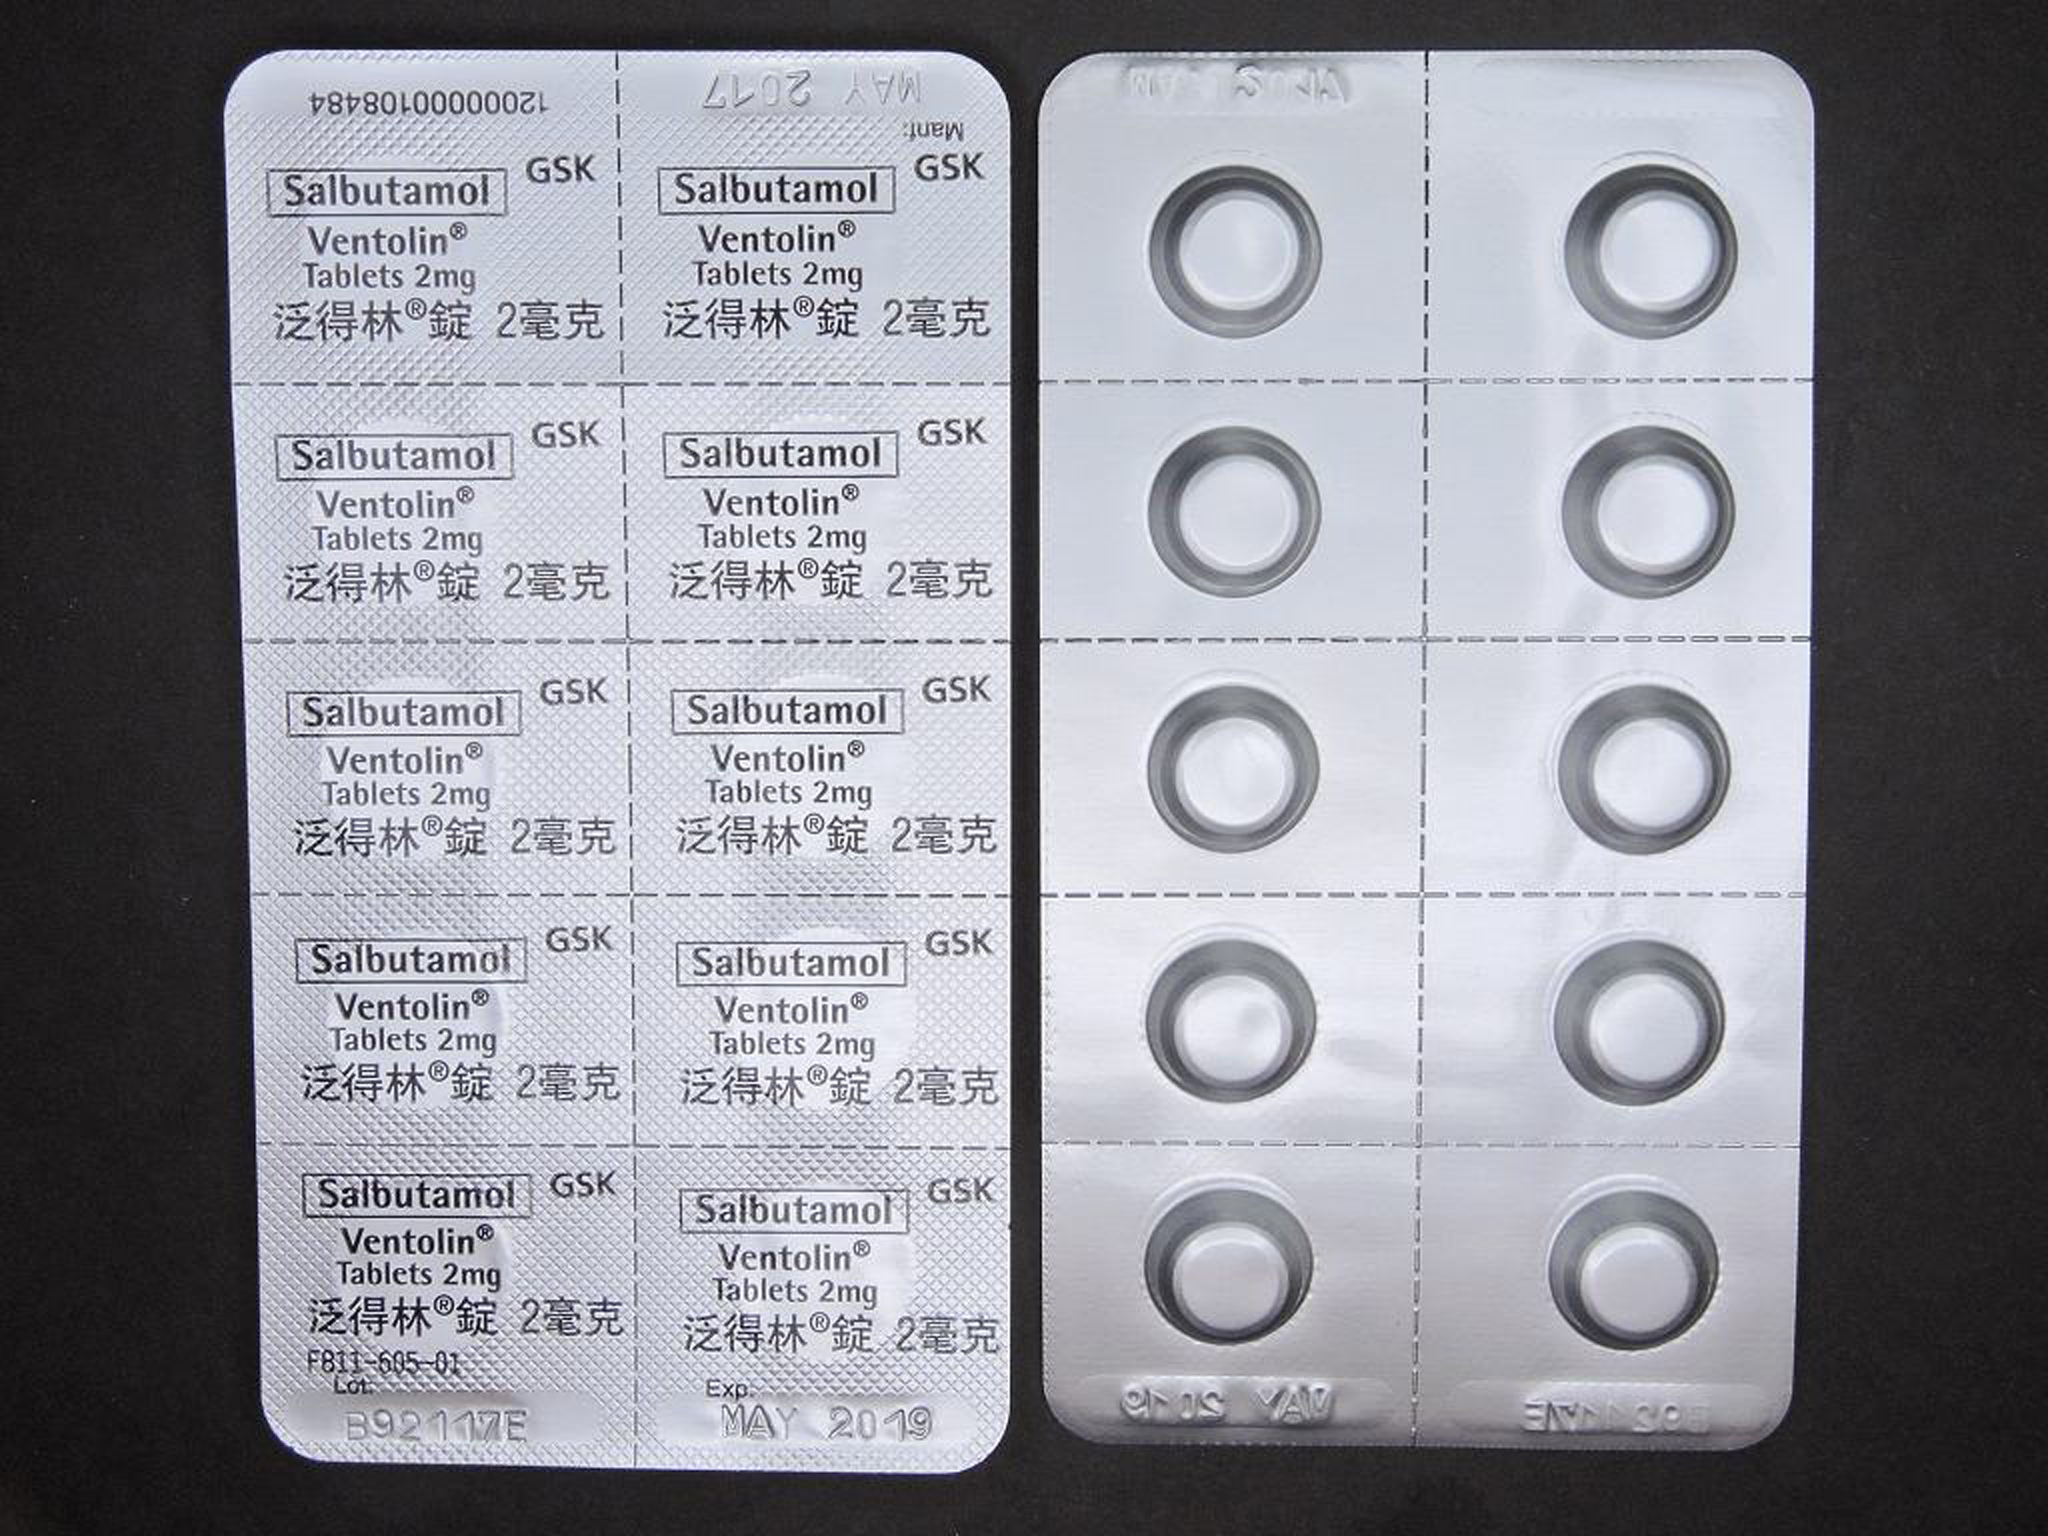 120000010 8484
MAY 2017
Manf:
GSK
Salbutamol
Ventolin®
Tablets 2mg
泛得林®錠 2毫克
GSK
Salbutamol
Ventolin®
Tablets 2mg
泛得林®錠 2毫克
GSK
Salbutamol
Ventolin®
Tablets 2mg
泛得林®錠 2毫克
GSK
Salbutamol
Ventolin®
Tablets 2mg
泛得林®錠 2毫克
GSK
Salbutamol
Ventolin®
Tablets 2mg
泛得林®錠 2毫克
GSK
Salbutamol
Ventolin®
Tablets 2mg
泛得林®錠 2毫克
GSK
Salbutamol
Ventolin®
Tablets 2mg
泛得林®錠 2毫克
GSK
Salbutamol
Ventolin®
Tablets 2mg
泛得林®錠 2毫克
GSK
Salbutamol
Ventolin®
Tablets 2mg
泛得林®錠 2毫克
F811-605-01
Lot:
B92117E
GSK
Salbutamol
Ventolin®
Tablets 2mg
泛得林®錠 2毫克
Exp:
MAY 2019
MAY 2019